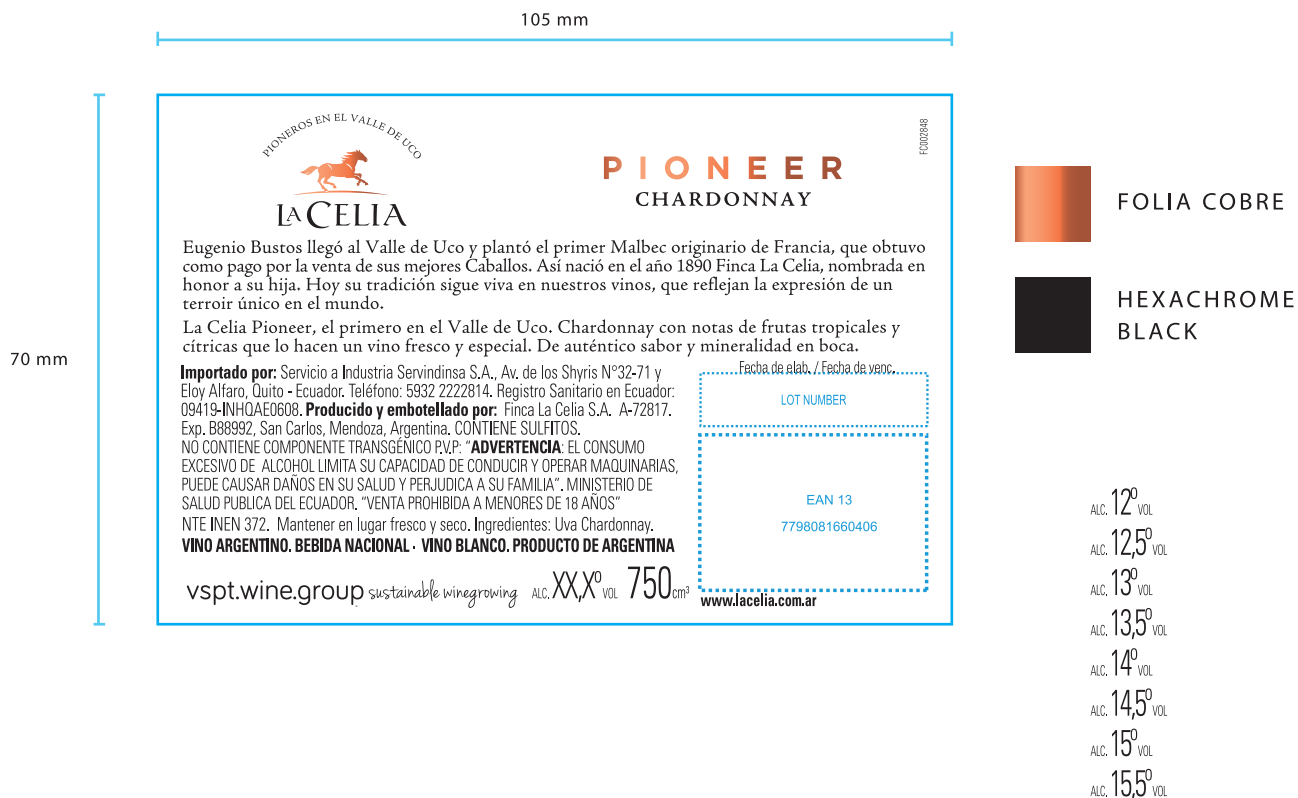 105 mm
70 mm
PIONEROS EN EL VALLE DE UCO
LA CELIA
PIONEER
CHARDONNAY
FC002848
Eugenio Bustos llegó al Valle de Uco y plantó el primer Malbec originario de Francia, que obtuvo
como pago por la venta de sus mejores Caballos. Así nació en el año 1890 Finca La Celia, nombrada en
honor a su hija. Hoy su tradición sigue viva en nuestros vinos, que reflejan la expresión de un
terroir único en el mundo.
La Celia Pioneer, el primero en el Valle de Uco. Chardonnay con notas de frutas tropicales y
cítricas que lo hacen un vino fresco y especial. De auténtico sabor y mineralidad en boca.
Importado por: Servicio a Industria Servindinsa S.A., Av. de los Shyris N°32-71 y
Eloy Alfaro, Quito - Ecuador. Teléfono: 5932 2222814. Registro Sanitario en Ecuador:
09419-INHQAE0608. Producido y embotellado por: Finca La Celia S.A. A-72817.
Exp. B88992, San Carlos, Mendoza, Argentina. CONTIENE SULFITOS.
NO CONTIENE COMPONENTE TRANSGÉNICO P.V.P: “ADVERTENCIA: EL CONSUMO
EXCESIVO DE ALCOHOL LIMITA SU CAPACIDAD DE CONDUCIR Y OPERAR MAQUINARIAS,
PUEDE CAUSAR DAÑOS EN SU SALUD Y PERJUDICA A SU FAMILIA”. MINISTERIO DE
SALUD PUBLICA DEL ECUADOR. “VENTA PROHIBIDA A MENORES DE 18 AÑOS”
NTE INEN 372. Mantener en lugar fresco y seco. Ingredientes: Uva Chardonnay.
VINO ARGENTINO. BEBIDA NACIONAL · VINO BLANCO. PRODUCTO DE ARGENTINA
vspt.wine.group sustainable winegrowing ALC. XX,X° VOL 750 cm³
Fecha de elab. / Fecha de venc.
LOT NUMBER
EAN 13
7798081660406
www.lacelia.com.ar
FOLIA COBRE
HEXACHROME
BLACK
ALC. 12° VOL
ALC. 12,5° VOL
ALC. 13° VOL
ALC. 13,5° VOL
ALC. 14° VOL
ALC. 14,5° VOL
ALC. 15° VOL
ALC. 15,5° VOL